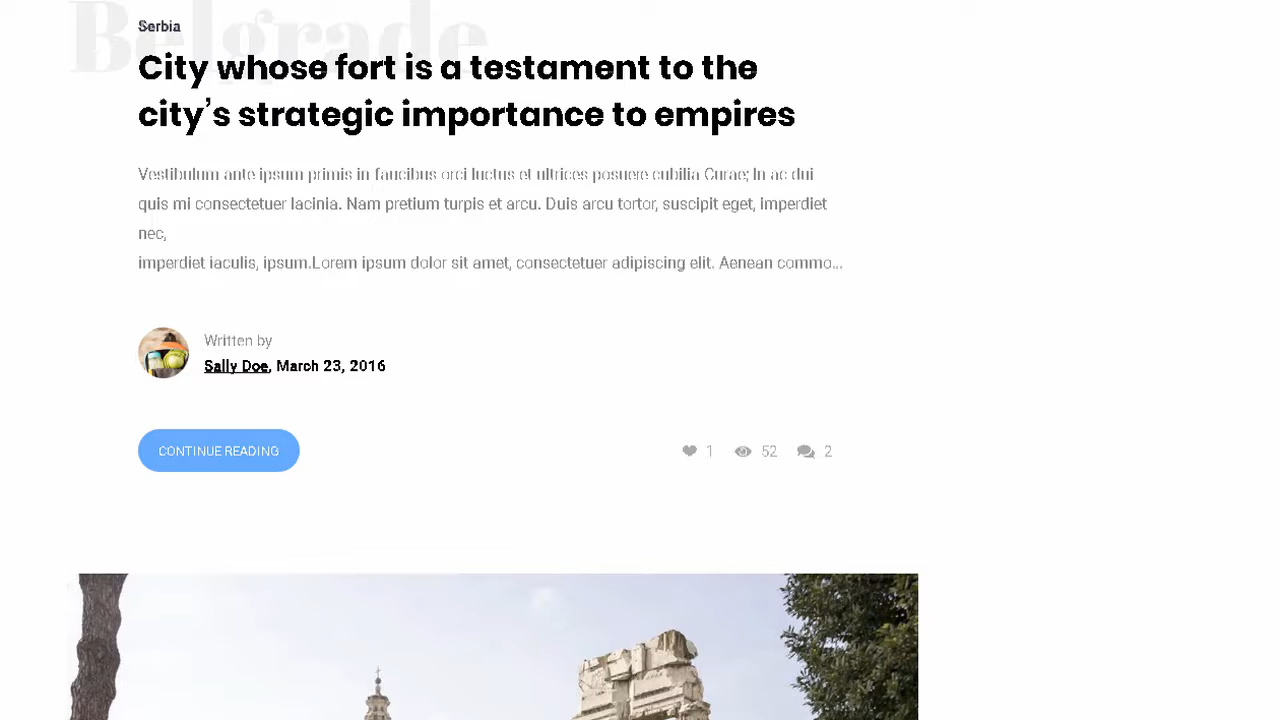 Belgrade
Serbia
City whose fort is a testament to the
city’s strategic importance to empires
Vestibulum ante ipsum primis in faucibus orci luctus et ultrices posuere cubilia Curae; In ac dui
quis mi consectetuer lacinia. Nam pretium turpis et arcu. Duis arcu tortor, suscipit eget, imperdiet
nec,
imperdiet iaculis, ipsum.Lorem ipsum dolor sit amet, consectetuer adipiscing elit. Aenean commo...
Written by
Sally Doe, March 23, 2016
CONTINUE READING
1 52 2